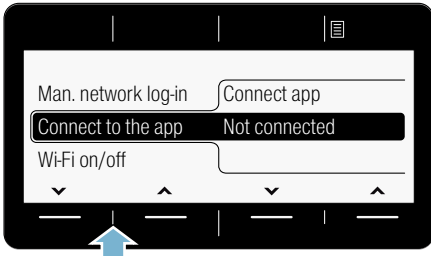 Man. network log-in Connect app
Connect to the app Not connected
Wi-Fi on/off